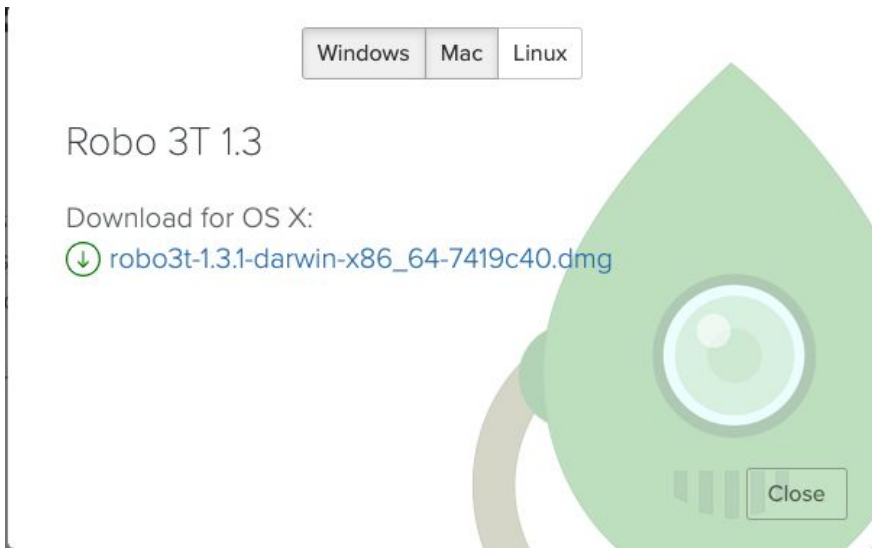 Windows Mac Linux
Robo 3T 1.3
Download for OS X:
robo3t-1.3.1-darwin-x86_64-7419c40.dmg
Close